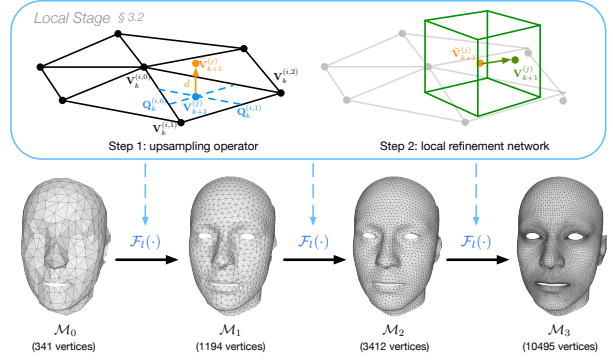 Local Stage § 3.2
V_k^{(i,0)}
V_{k+1}^{(j)}
V_k^{(i,2)}
d
Q_k^{(i,0)}
V_{k+1}^{(j)}
Q_k^{(i,1)}
V_k^{(i,1)}
Ṽ_{k+1}^{(j)}
V_{k+1}^{(j)}
Step 1: upsampling operator
Step 2: local refinement network
F_l(·)
F_l(·)
F_l(·)
M_0
M_1
M_2
M_3
(341 vertices)
(1194 vertices)
(3412 vertices)
(10495 vertices)